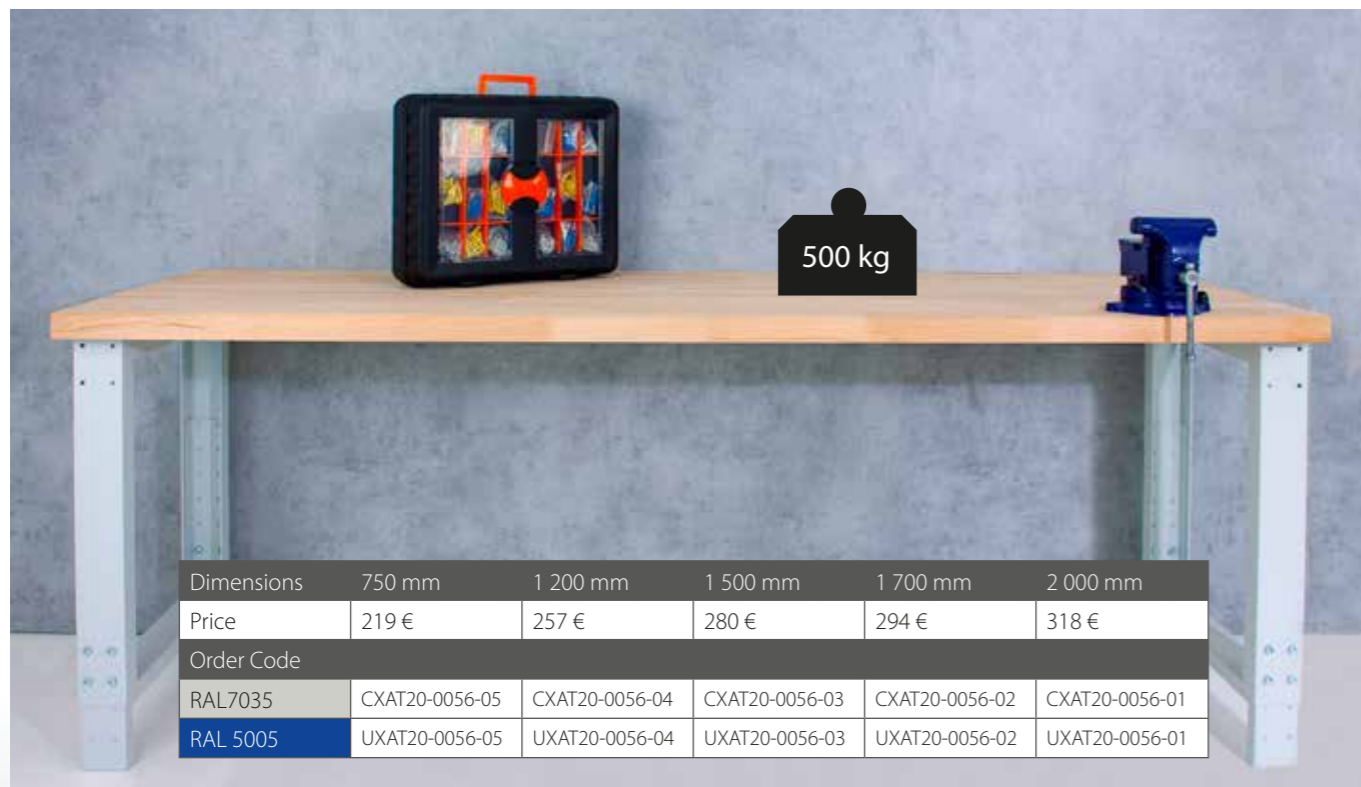 500 kg
Dimensions 750 mm 1 200 mm 1 500 mm 1 700 mm 2 000 mm
Price 219 € 257 € 280 € 294 € 318 €
Order Code
RAL7035 CXAT20-0056-05 CXAT20-0056-04 CXAT20-0056-03 CXAT20-0056-02 CXAT20-0056-01
RAL 5005 UXAT20-0056-05 UXAT20-0056-04 UXAT20-0056-03 UXAT20-0056-02 UXAT20-0056-01